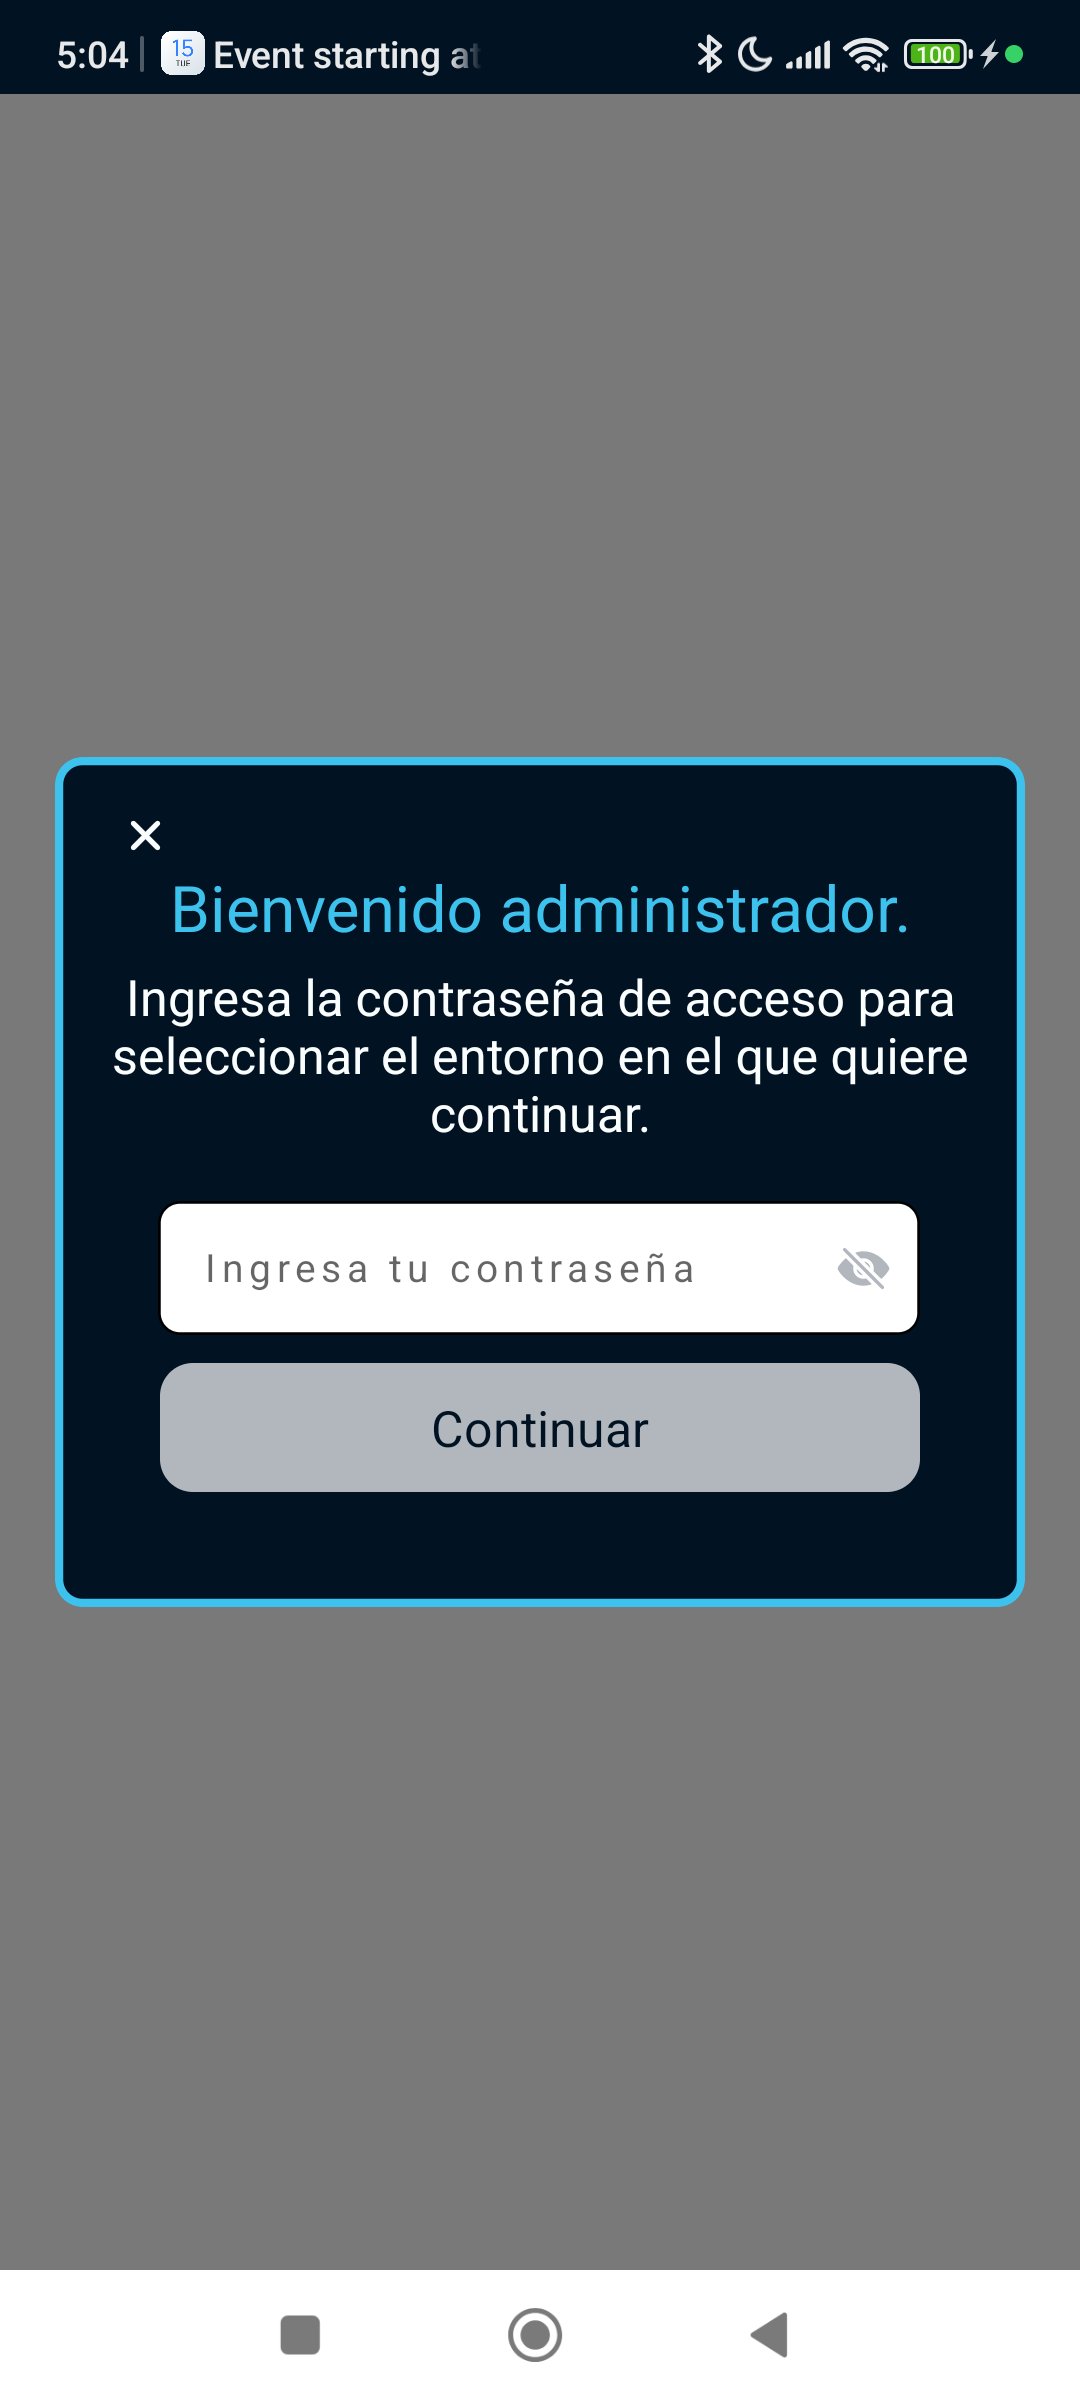 5:04 15 TUE Event starting at 100
Bienvenido administrador.
Ingresa la contraseña de acceso para
seleccionar el entorno en el que quiere
continuar.
Ingresa tu contraseña
Continuar